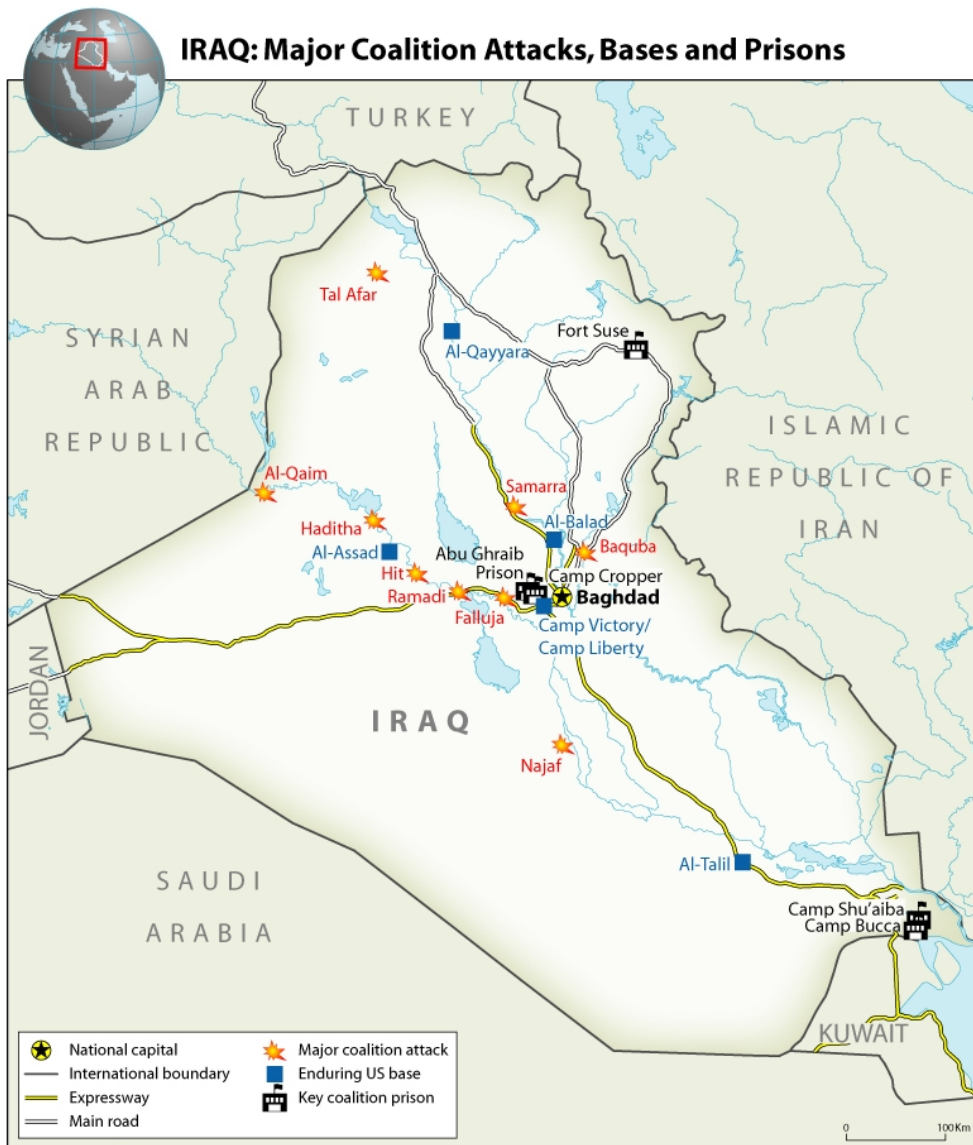 IRAQ: Major Coalition Attacks, Bases and Prisons
TURKEY
Tal Afar
Fort Suse
Al-Qayyara
SYRIAN
ARAB
REPUBLIC
ISLAMIC
REPUBLIC OF
IRAN
Al-Qaim
Samarra
Haditha
Al-Balad
Al-Assad
Baquba
Abu Ghraib
Prison
Hit
Camp Cropper
Ramadi
Baghdad
Falluja
Camp Victory/
Camp Liberty
JORDAN
IRAQ
Najaf
Al-Talil
SAUDI
ARABIA
Camp Shu'aiba
Camp Bucca
KUWAIT
National capital
International boundary
Expressway
Main road
Major coalition attack
Enduring US base
Key coalition prison
0 100 Km